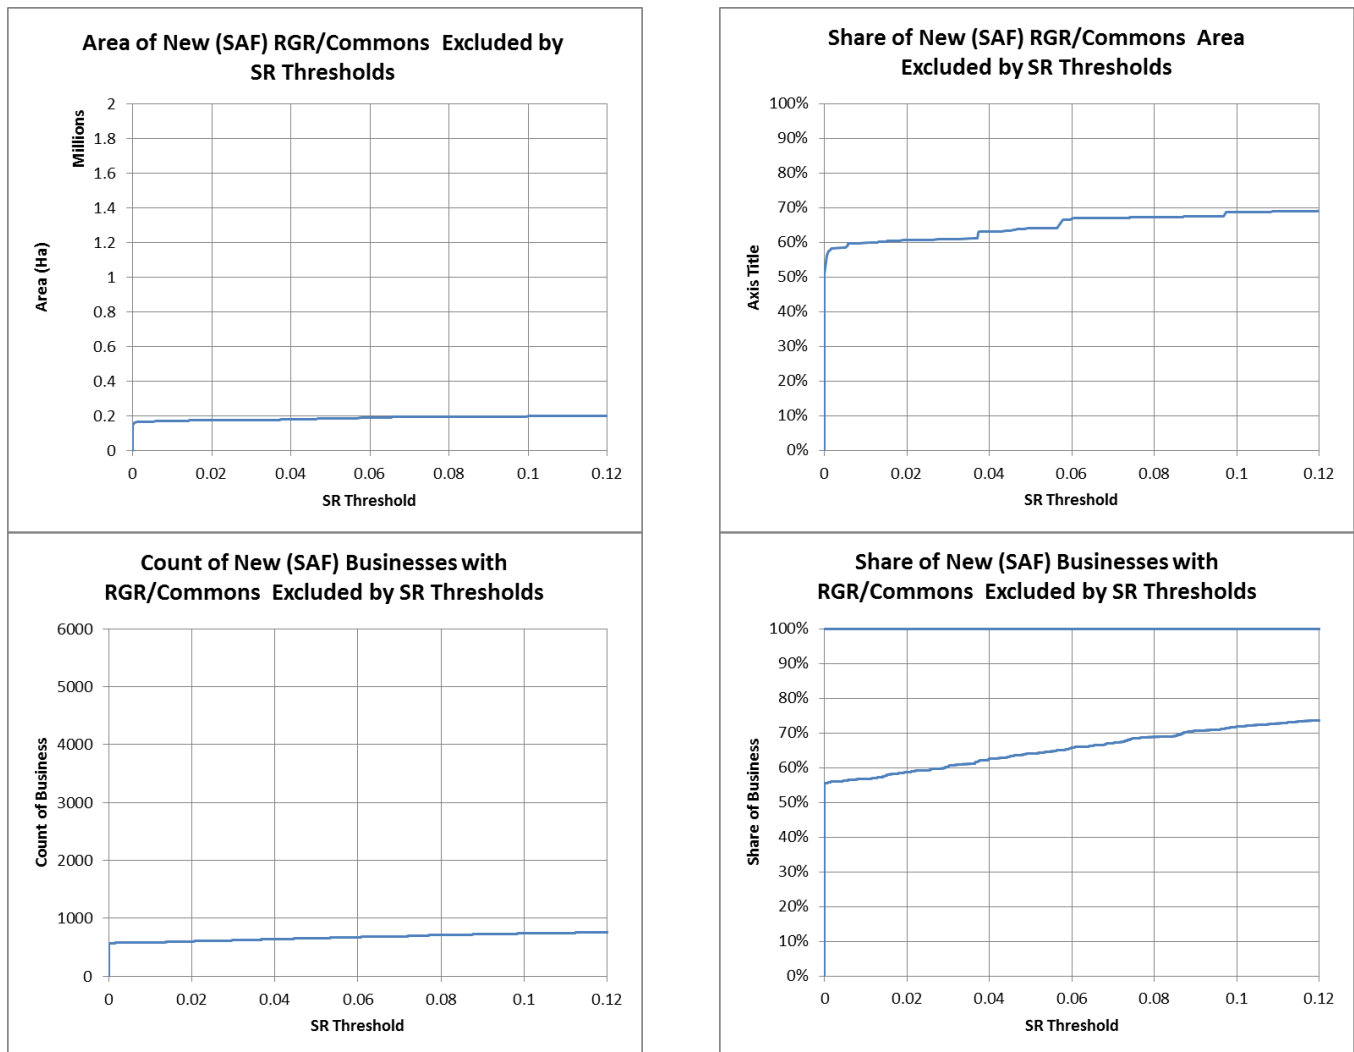 Area of New (SAF) RGR/Commons Excluded by
SR Thresholds
Millions
Area (Ha)
2
1.8
1.6
1.4
1.2
1
0.8
0.6
0.4
0.2
0
0 0.02 0.04 0.06 0.08 0.1 0.12
SR Threshold
Share of New (SAF) RGR/Commons Area
Excluded by SR Thresholds
Axis Title
100%
90%
80%
70%
60%
50%
40%
30%
20%
10%
0%
0 0.02 0.04 0.06 0.08 0.1 0.12
SR Threshold
Count of New (SAF) Businesses with
RGR/Commons Excluded by SR Thresholds
Count of Business
6000
5000
4000
3000
2000
1000
0
0 0.02 0.04 0.06 0.08 0.1 0.12
SR Threshold
Share of New (SAF) Businesses with
RGR/Commons Excluded by SR Thresholds
Share of Business
100%
90%
80%
70%
60%
50%
40%
30%
20%
10%
0%
0 0.02 0.04 0.06 0.08 0.1 0.12
SR Threshold